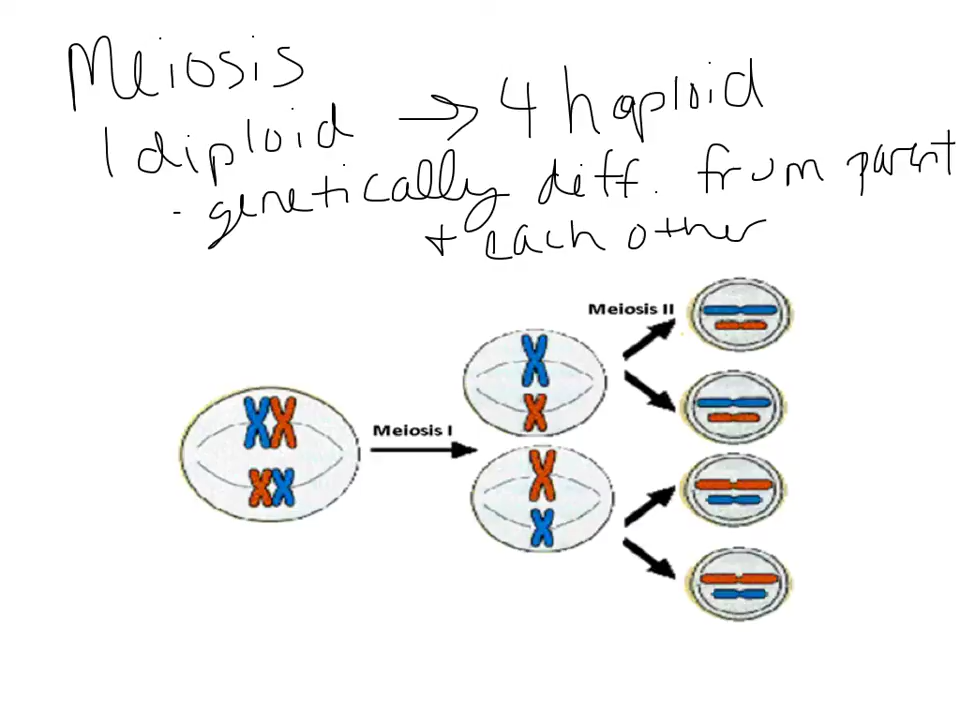 Meiosis
1 diploid → 4 haploid
- genetically diff. from parent
+ each other
Meiosis II
Meiosis I